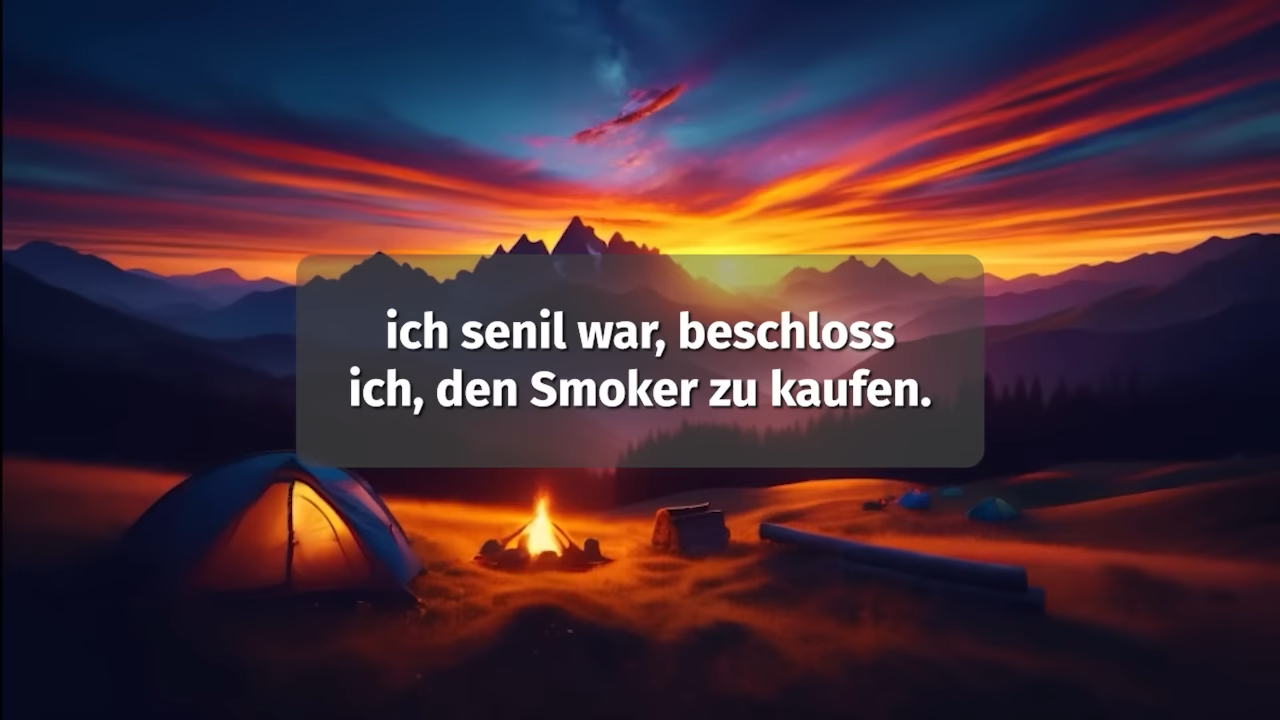 ich senil war, beschloss
ich, den Smoker zu kaufen.